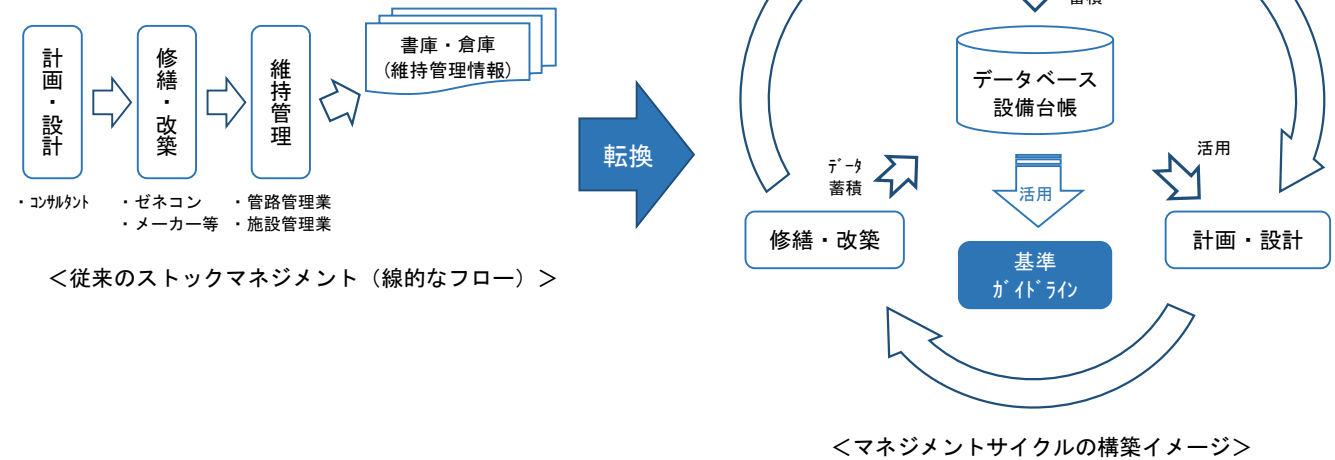 計画・設計
修繕・改築
維持管理
書庫・倉庫
(維持管理情報)
・ｺﾝｻﾙﾀﾝﾄ
・ゼネコン
・メーカー等
・管路管理業
・施設管理業
＜従来のストックマネジメント（線的なフロー）＞
転換
蓄積
データベース
設備台帳
ﾃﾞｰﾀ
蓄積
活用
活用
修繕・改築
計画・設計
基準
ｶﾞｲﾄﾞﾗｲﾝ
＜マネジメントサイクルの構築イメージ＞